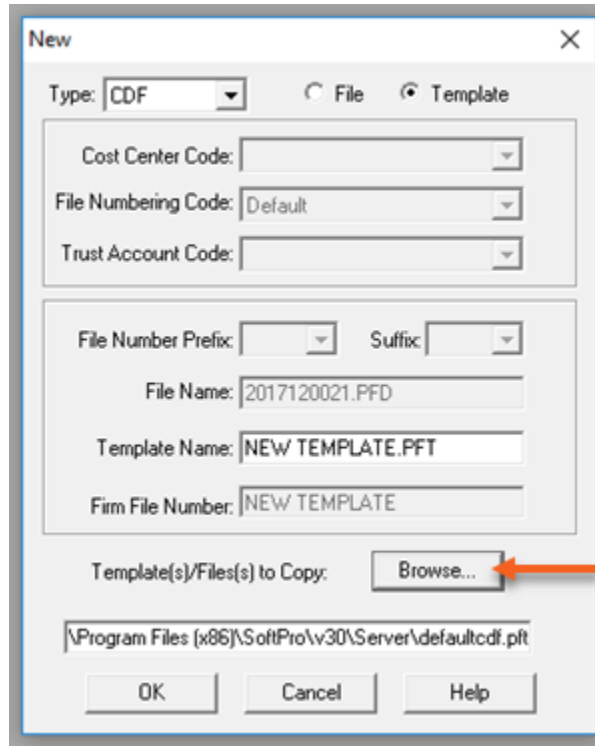 New
Type: CDF File Template
Cost Center Code:
File Numbering Code: Default
Trust Account Code:
File Number Prefix: Suffix:
File Name: 2017120021.PFD
Template Name: NEW TEMPLATE.PFT
Firm File Number: NEW TEMPLATE
Template(s)/Files(s) to Copy: Browse...
\Program Files (x86)\SoftPro\v30\Server\defaultcdf.pft
OK Cancel Help